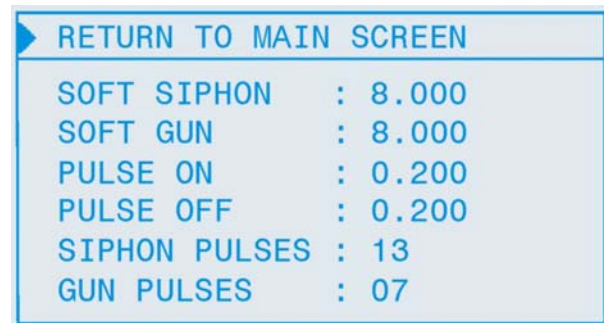 RETURN TO MAIN SCREEN
SOFT SIPHON : 8.000
SOFT GUN : 8.000
PULSE ON : 0.200
PULSE OFF : 0.200
SIPHON PULSES : 13
GUN PULSES : 07